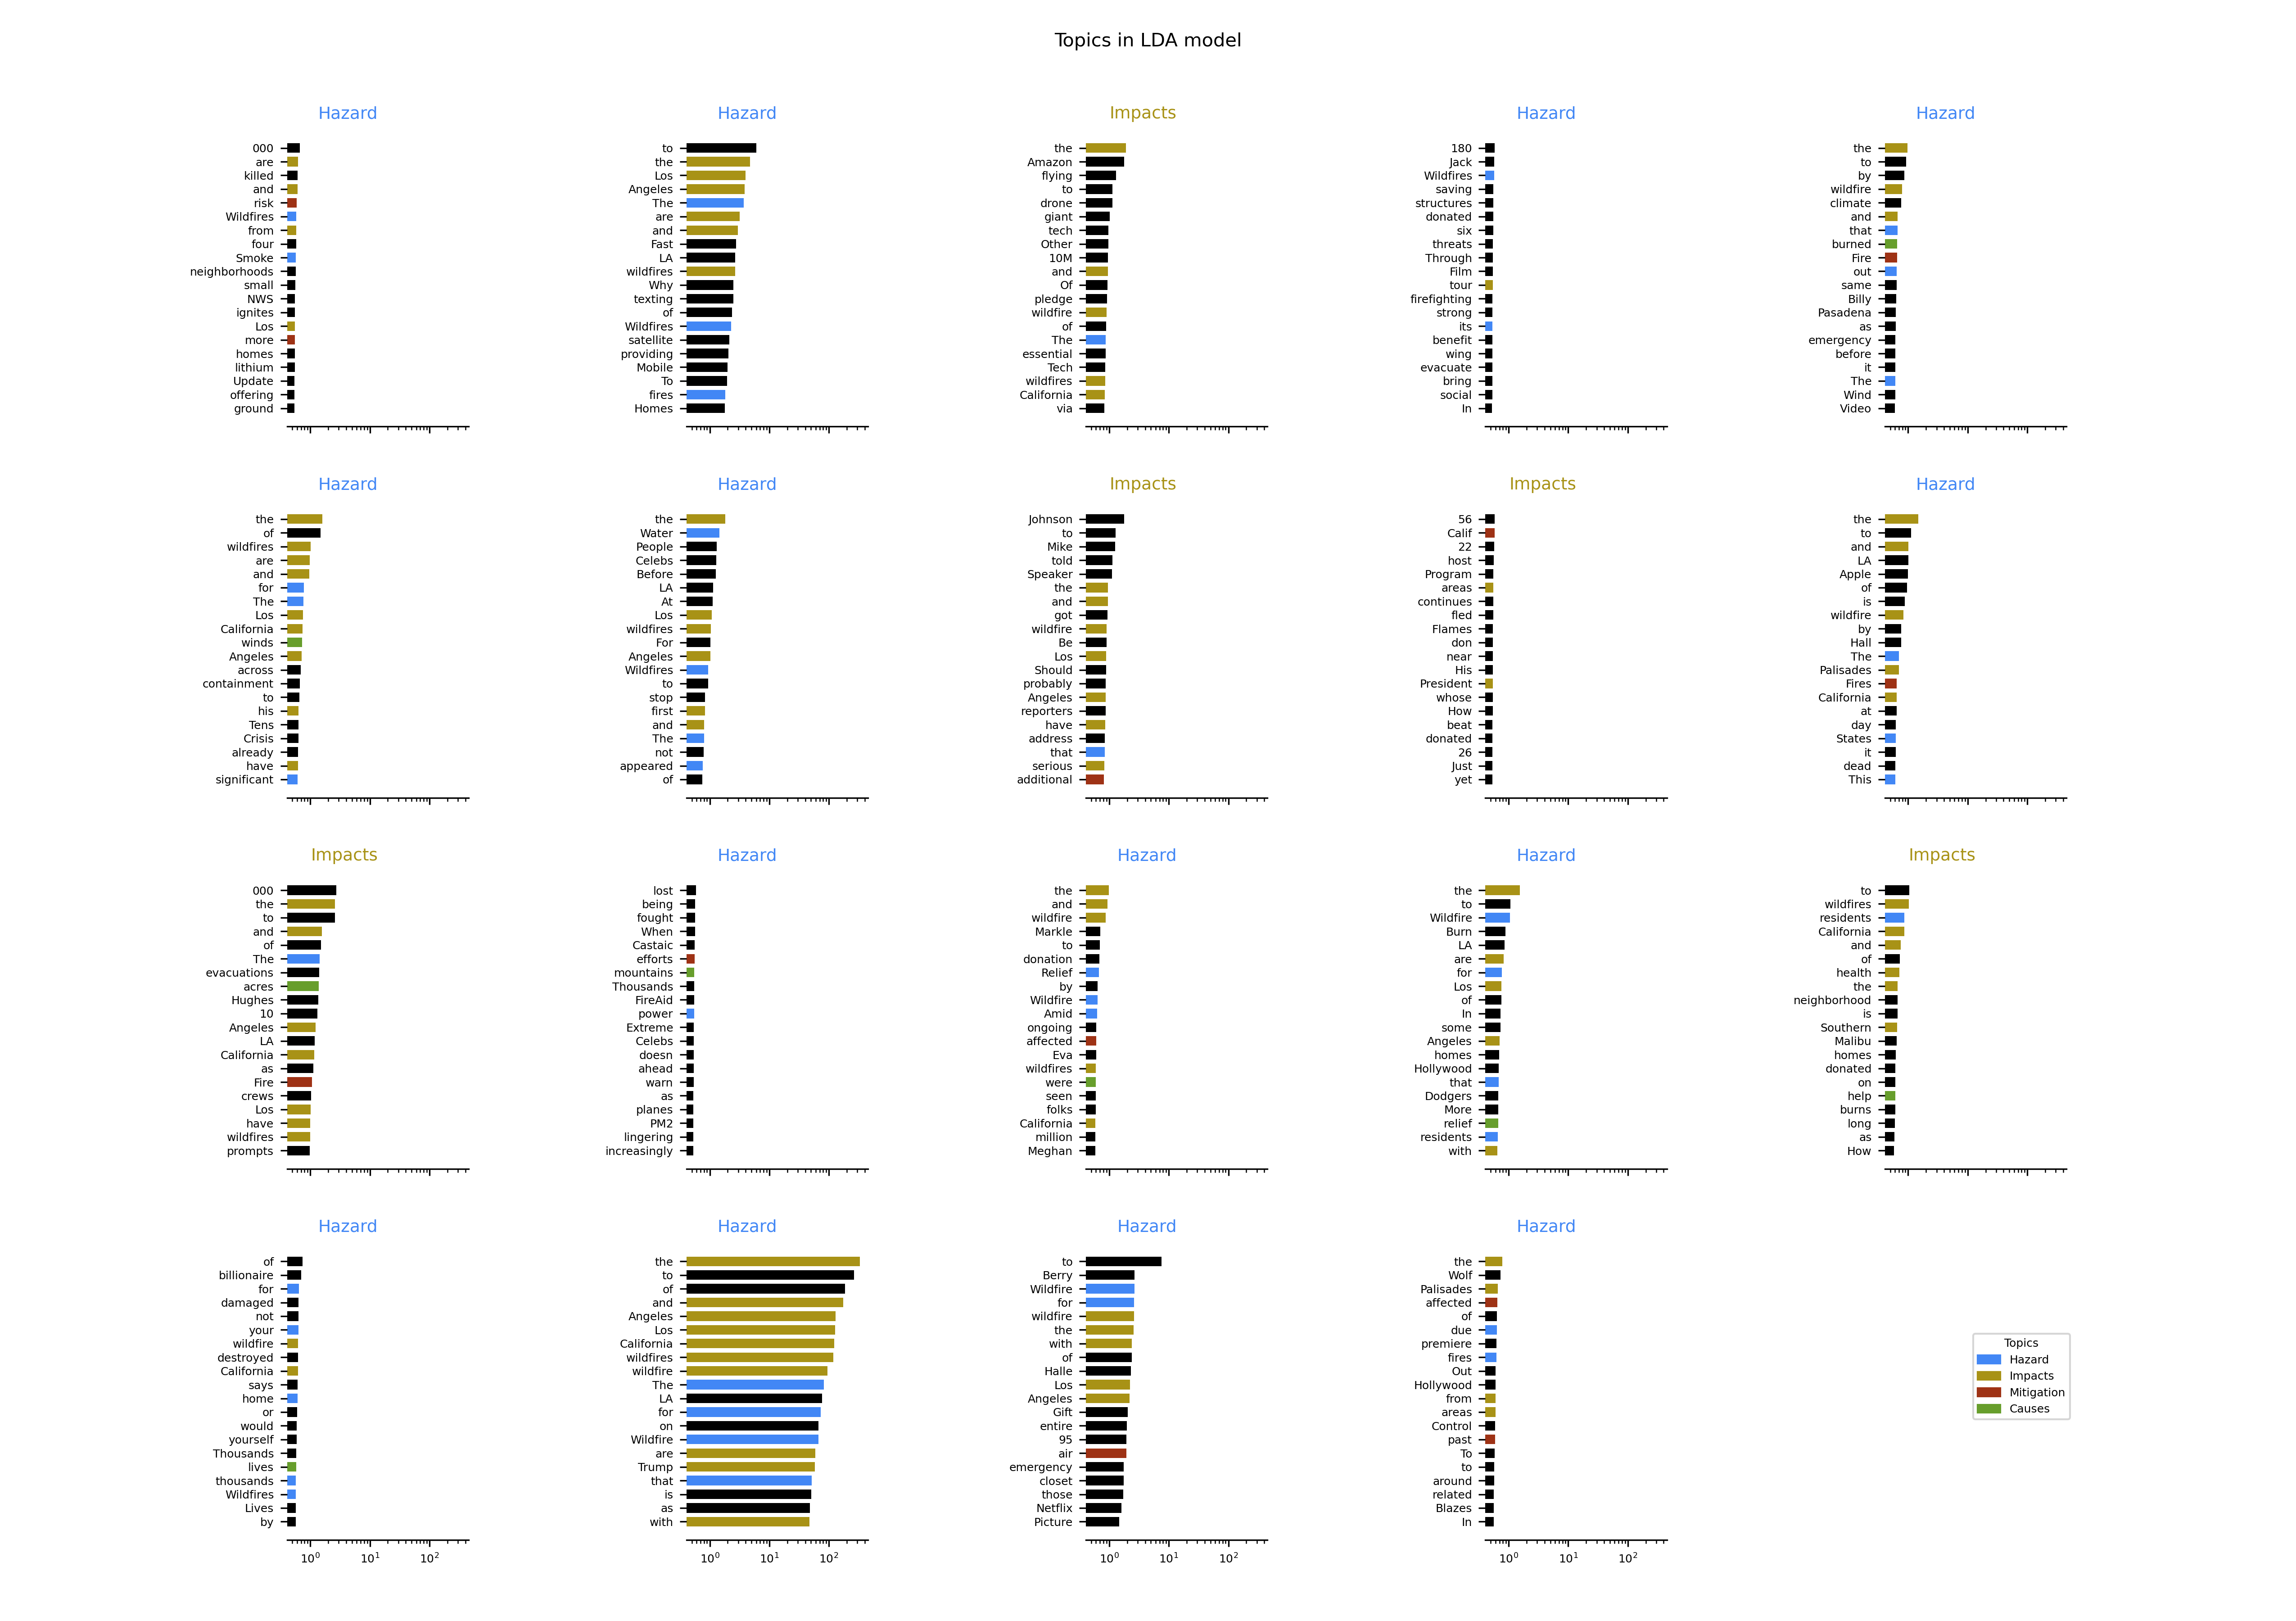 Topics in LDA model
Hazard
000
are
killed
and
risk
Wildfires
from
four
Smoke
neighborhoods
small
NWS
ignites
Los
more
homes
lithium
Update
offering
ground
Hazard
to
the
Los
Angeles
The
are
and
Fast
LA
wildfires
Why
texting
of
Wildfires
satellite
providing
Mobile
To
fires
Homes
Impacts
the
Amazon
flying
to
drone
giant
tech
Other
10M
and
Of
pledge
wildfire
of
The
essential
Tech
wildfires
California
via
Hazard
180
Jack
Wildfires
saving
structures
donated
six
threats
Through
Film
tour
firefighting
strong
its
benefit
wing
evacuate
bring
social
In
Hazard
the
to
by
wildfire
climate
and
that
burned
Fire
out
same
Billy
Pasadena
as
emergency
before
it
The
Wind
Video
Hazard
the
of
wildfires
are
and
for
The
Los
California
winds
Angeles
across
containment
to
his
Tens
Crisis
already
have
significant
Hazard
the
Water
People
Celebs
Before
LA
At
Los
wildfires
For
Angeles
Wildfires
to
stop
first
and
The
not
appeared
of
Impacts
Johnson
to
Mike
told
Speaker
the
and
got
wildfire
Be
Los
Should
probably
Angeles
reporters
have
address
that
serious
additional
Impacts
56
Calif
22
host
Program
areas
continues
fled
Flames
don
near
His
President
whose
How
beat
donated
26
Just
yet
Hazard
the
to
and
LA
Apple
of
is
wildfire
by
Hall
The
Palisades
Fires
California
at
day
States
it
dead
This
Impacts
000
the
to
and
of
The
evacuations
acres
Hughes
10
Angeles
LA
California
as
Fire
crews
Los
have
wildfires
prompts
Hazard
lost
being
fought
When
Castaic
efforts
mountains
Thousands
FireAid
power
Extreme
Celebs
doesn
ahead
warn
as
planes
PM2
lingering
increasingly
Hazard
the
and
wildfire
Markle
to
donation
Relief
by
Wildfire
Amid
ongoing
affected
Eva
wildfires
were
seen
folks
California
million
Meghan
Hazard
the
to
Wildfire
Burn
LA
are
for
Los
of
In
some
Angeles
homes
Hollywood
that
Dodgers
More
relief
residents
with
Impacts
to
wildfires
residents
California
and
of
health
the
neighborhood
is
Southern
Malibu
homes
donated
on
help
burns
long
as
How
Hazard
of
billionaire
for
damaged
not
your
wildfire
destroyed
California
says
home
or
would
yourself
Thousands
lives
thousands
Wildfires
Lives
by
10⁰ 10¹ 10²
Hazard
the
to
of
and
Angeles
Los
California
wildfires
wildfire
The
LA
for
on
Wildfire
are
Trump
that
is
as
with
10⁰ 10¹ 10²
Hazard
to
Berry
Wildfire
for
wildfire
the
with
of
Halle
Los
Angeles
Gift
entire
95
air
emergency
closet
those
Netflix
Picture
10⁰ 10¹ 10²
Hazard
the
Wolf
Palisades
affected
of
due
premiere
fires
Out
Hollywood
from
areas
Control
past
To
to
around
related
Blazes
In
10⁰ 10¹ 10²
Topics
Hazard
Impacts
Mitigation
Causes